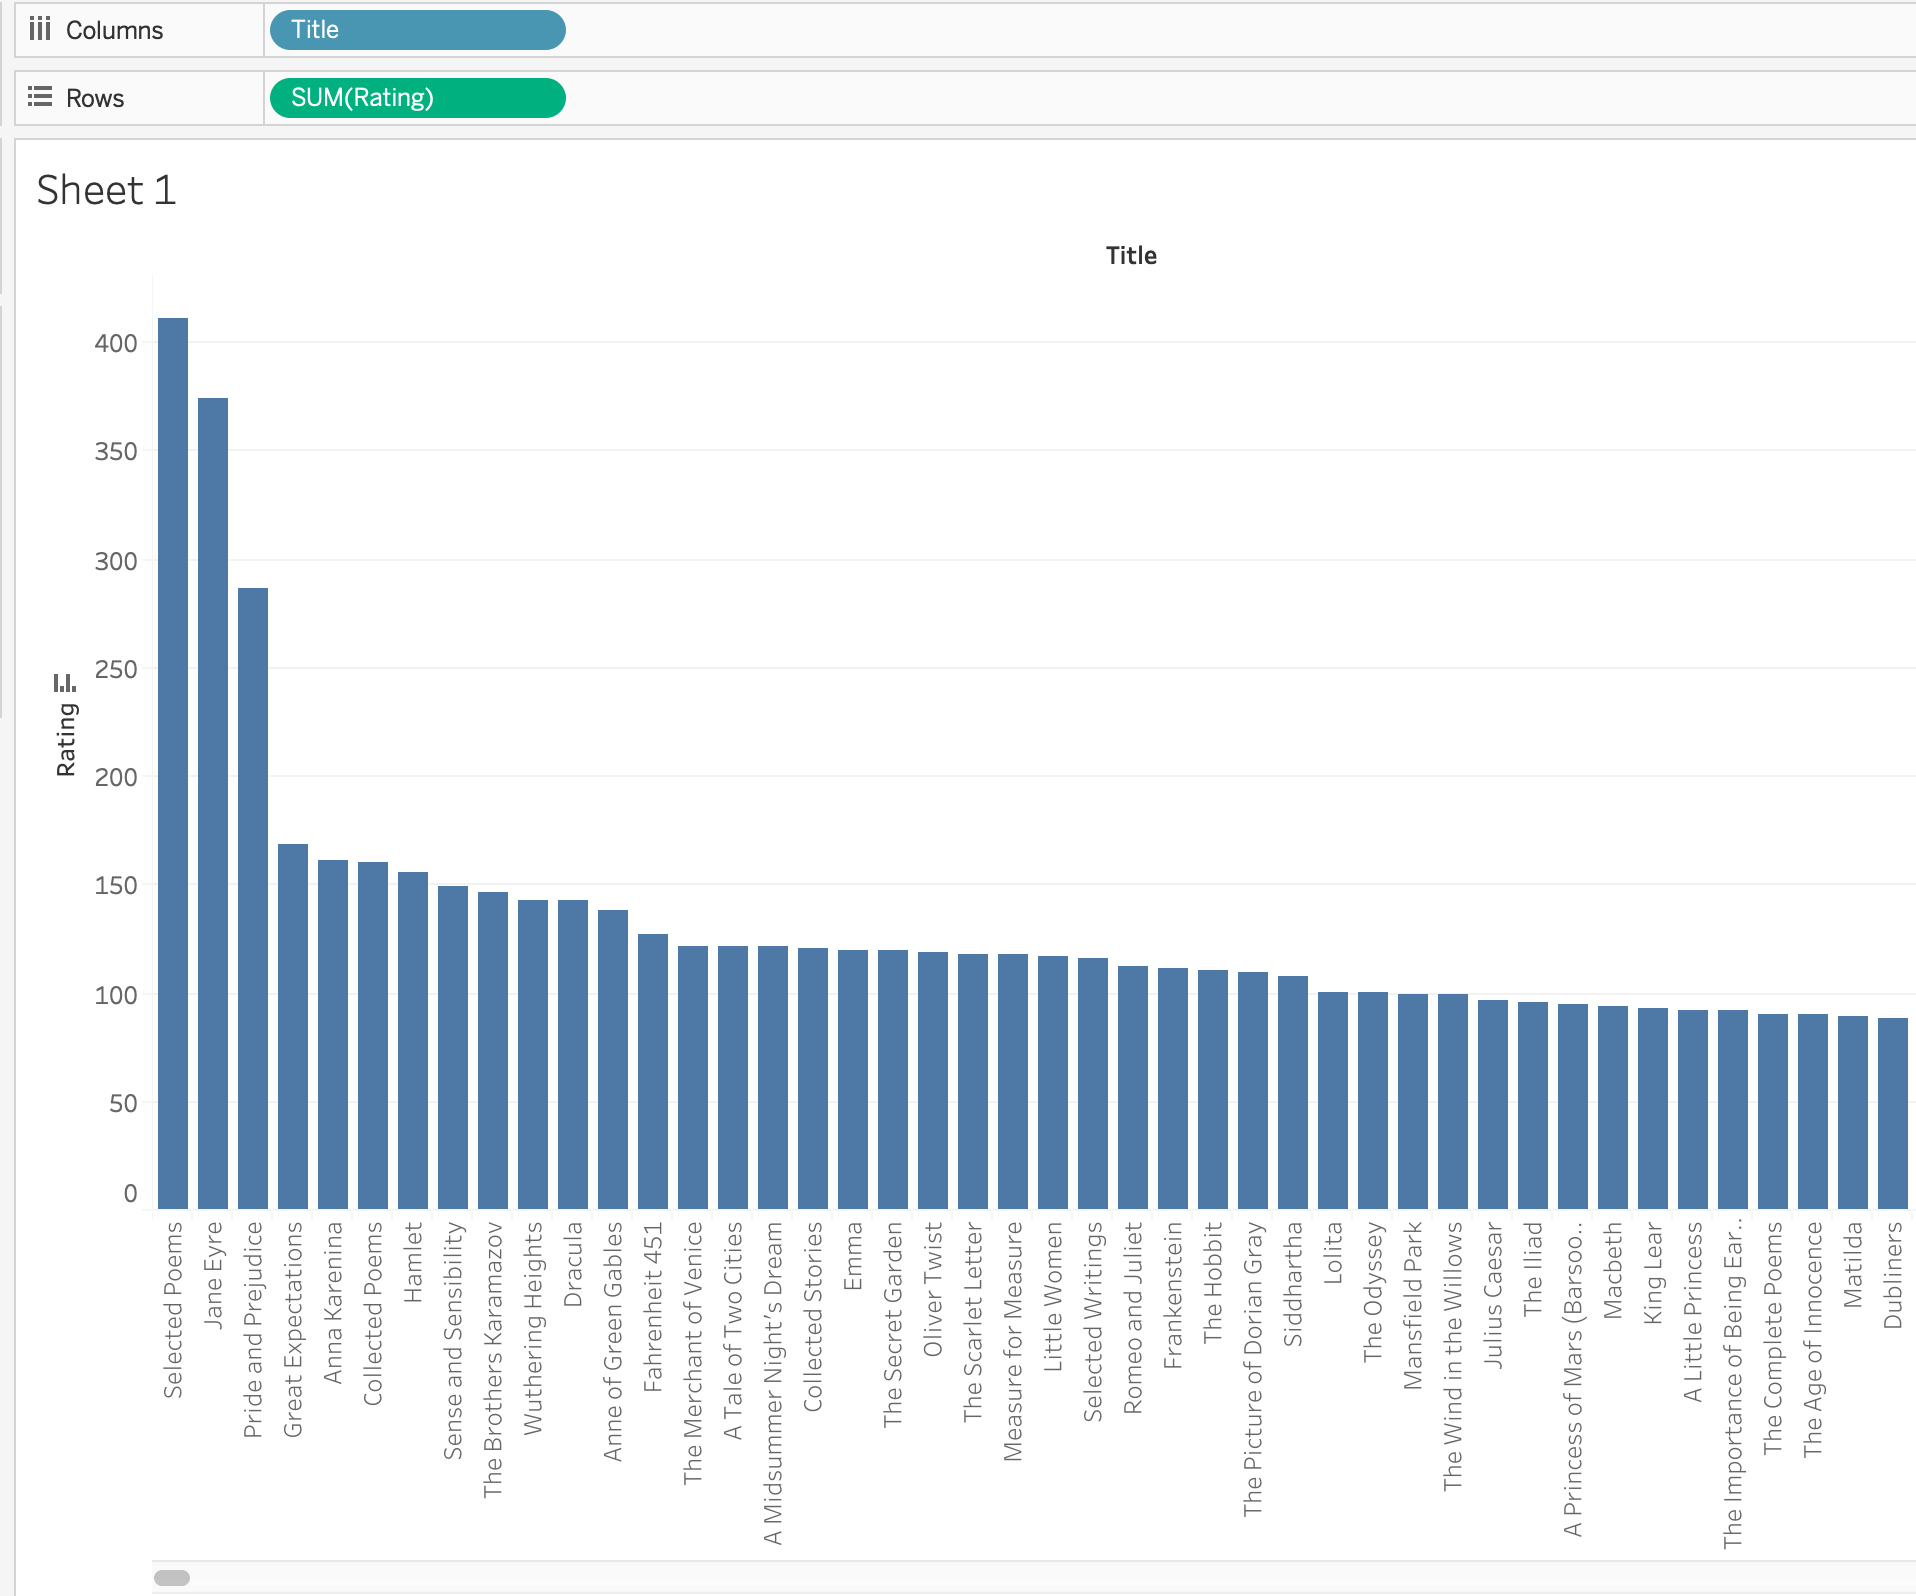 Columns
Title
Rows
SUM(Rating)
Sheet 1
Title
400
350
300
250
200
150
100
50
0
Rating
Selected Poems
Jane Eyre
Pride and Prejudice
Great Expectations
Anna Karenina
Collected Poems
Hamlet
Sense and Sensibility
The Brothers Karamazov
Wuthering Heights
Dracula
Anne of Green Gables
Fahrenheit 451
The Merchant of Venice
A Tale of Two Cities
A Midsummer Night's Dream
Collected Stories
Emma
The Secret Garden
Oliver Twist
The Scarlet Letter
Measure for Measure
Little Women
Selected Writings
Romeo and Juliet
Frankenstein
The Hobbit
The Picture of Dorian Gray
Siddhartha
Lolita
The Odyssey
Mansfield Park
The Wind in the Willows
Julius Caesar
The Iliad
A Princess of Mars (Barsoo..
Macbeth
King Lear
A Little Princess
The Importance of Being Ear..
The Complete Poems
The Age of Innocence
Matilda
Dubliners